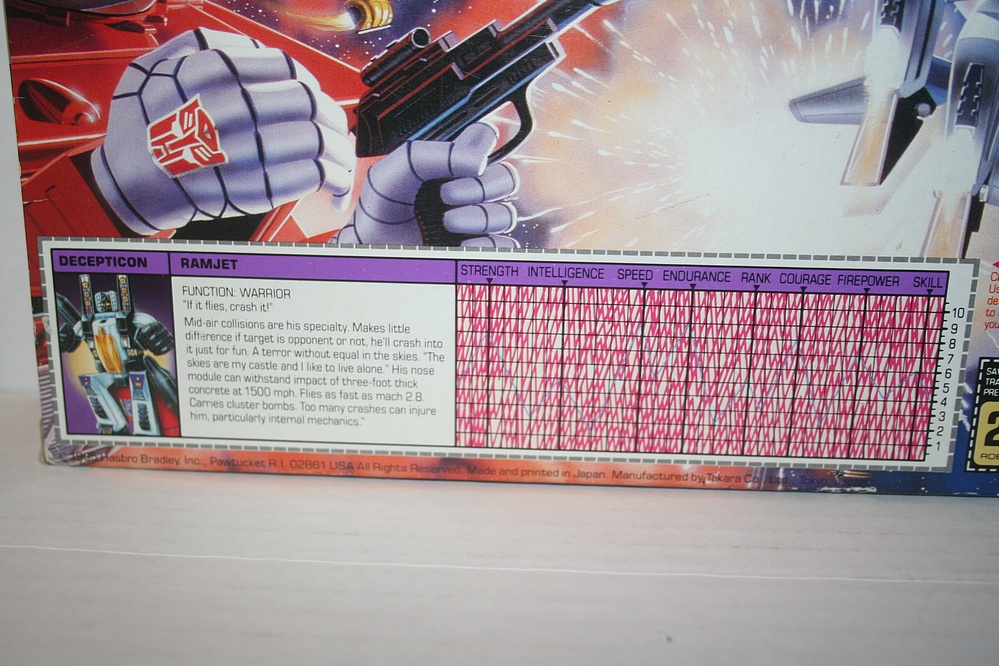 DECEPTICON
RAMJET
STRENGTH INTELLIGENCE SPEED ENDURANCE RANK COURAGE FIREPOWER SKILL
FUNCTION: WARRIOR
"If it flies, crash it!"
Mid-air collisions are his specialty. Makes little
difference if target is opponent or not, he'll crash into
it just for fun. A terror without equal in the skies. "The
skies are my castle and I like to live alone." His nose
module can withstand impact of three-foot thick
concrete at 1500 mph. Flies as fast as mach 2.8.
Carries cluster bombs. Too many crashes can injure
him, particularly internal mechanics."
10
9
8
7
6
5
4
3
2
1
Hasbro Bradley, Inc., Pawtucket R.I. 02861 USA All Rights Reserved. Made and printed in Japan. Manufactured by Takara Co., Ltd., Tokyo,
to
you
2